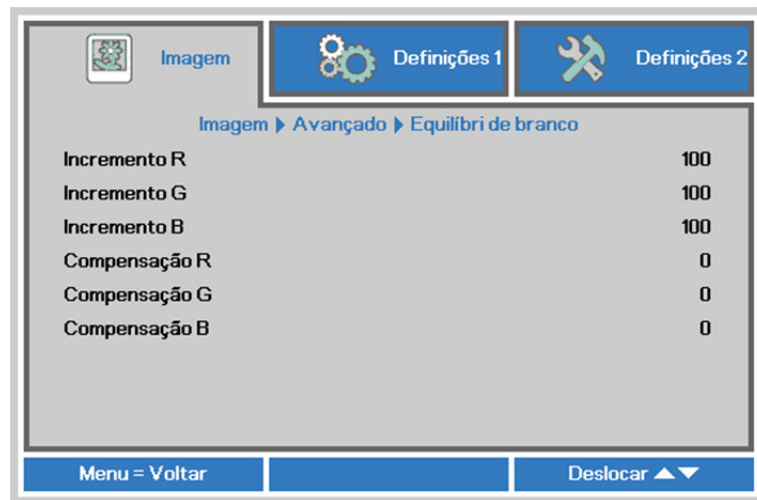 Imagem Definições 1 Definições 2
Imagem Avançado Equilíbri de branco
Incremento R 100
Incremento G 100
Incremento B 100
Compensação R 0
Compensação G 0
Compensação B 0
Menu = Voltar Deslocar